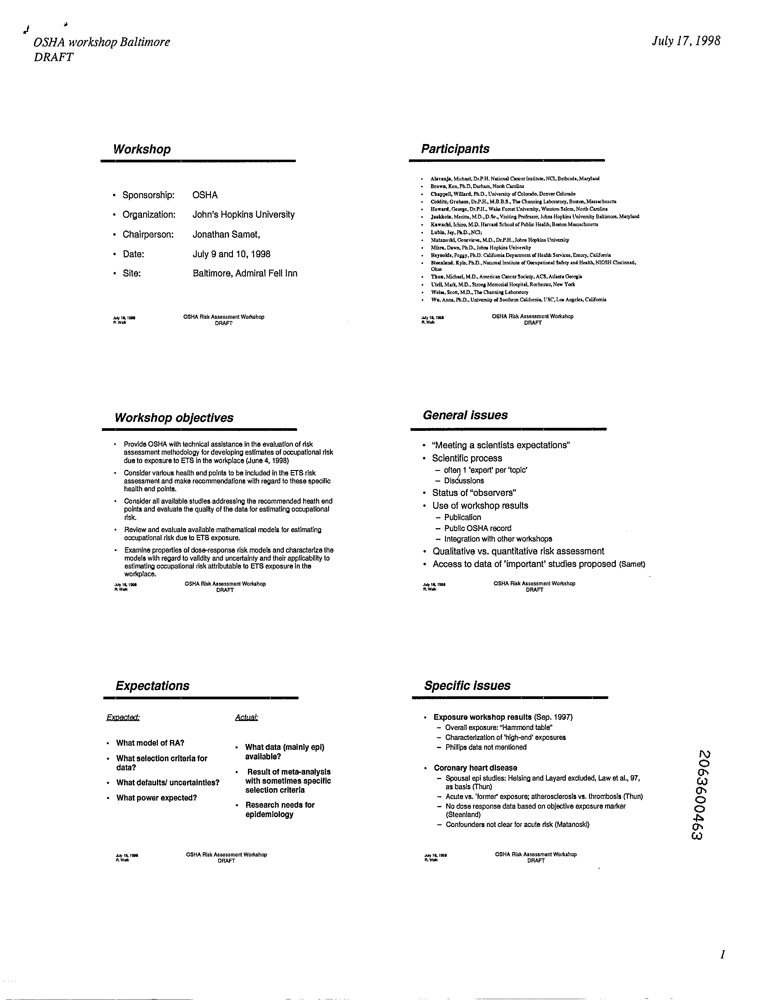 OSHA workshop Baltimore
DRAFT
July 17, 1998
Workshop
• Sponsorship: OSHA
• Organization: John's Hopkins University
• Chairperson: Jonathan Samet,
• Date: July 9 and 10, 1998
• Site: Baltimore, Admiral Fell Inn
July 16, 1998
R. Walk
OSHA Risk Assessment Workshop
DRAFT
Participants
• Alavanja, Michael, Dr.P.H. National Cancer Institute, NCI, Bethesda, Maryland
• Brown, Ken, Ph.D, Durham, North Carolina
• Chappell, Willard, Ph.D., University of Colorado, Denver Colorado
• Colditz, Graham, Dr.P.H., M.B.B.S., The Channing Laboratory, Boston, Massachusetts
• Howard, George, Dr.P.H., Wake Forest University, Winston-Salem, North Carolina
• Jaakkola, Maritta, M.D., D.Sc., Visiting Professor, Johns Hopkins University Baltimore, Maryland
• Kawachi, Ichiro, M.D. Harvard School of Public Health, Boston Massachusetts
• Lubin, Jay, Ph.D., NCI;
• Matanoski, Genevieve, M.D., Dr.P.H., Johns Hopkins University
• Mlora, Dawn, Ph.D., Johns Hopkins University
• Reynolds, Peggy, Ph.D. California Department of Health Services, Emory, California
• Steenland, Kyle, Ph.D., National Institute of Occupational Safety and Health, NIOSH Cincinnati,
Ohio
• Thun, Michael, M.D., American Cancer Society, ACS, Atlanta Georgia
• Utell, Mark, M.D., Strong Memorial Hospital, Rochester, New York
• Weiss, Scott, M.D., The Channing Laboratory
• Wu, Anna, Ph.D., University of Southern California, USC, Los Angeles, California
July 16, 1998
R. Walk
OSHA Risk Assessment Workshop
DRAFT
Workshop objectives
• Provide OSHA with technical assistance in the evaluation of risk
assessment methodology for developing estimates of occupational risk
due to exposure to ETS in the workplace (June 4, 1998)
• Consider various health end points to be included in the ETS risk
assessment and make recommendations with regard to these specific
health end points.
• Consider all available studies addressing the recommended heath end
points and evaluate the quality of the data for estimating occupational
risk.
• Review and evaluate available mathematical models for estimating
occupational risk due to ETS exposure.
• Examine properties of dose-response risk models and characterize the
models with regard to validity and uncertainty and their applicability to
estimating occupational risk attributable to ETS exposure in the
workplace.
July 16, 1998
R. Walk
OSHA Risk Assessment Workshop
DRAFT
General issues
• "Meeting a scientists expectations"
• Scientific process
– often 1 'expert' per 'topic'
– Discussions
• Status of "observers"
• Use of workshop results
– Publication
– Public OSHA record
– Integration with other workshops
• Qualitative vs. quantitative risk assessment
• Access to data of 'important' studies proposed (Samet)
July 16, 1998
R. Walk
OSHA Risk Assessment Workshop
DRAFT
Expectations
Expected:
• What model of RA?
• What selection criteria for
data?
• What defaults/ uncertainties?
• What power expected?
Actual:
• What data (mainly epi)
available?
• Result of meta-analysis
with sometimes specific
selection criteria
• Research needs for
epidemiology
July 16, 1998
R. Walk
OSHA Risk Assessment Workshop
DRAFT
Specific issues
• Exposure workshop results (Sep. 1997)
– Overall exposure: "Hammond table"
– Characterization of 'high-end' exposures
– Phillips data not mentioned
• Coronary heart disease
– Spousal epi studies: Helsing and Layard excluded, Law et al., 97,
as basis (Thun)
– Acute vs. 'former' exposure; atherosclerosis vs. thrombosis (Thun)
– No dose response data based on objective exposure marker
(Steenland)
– Confounders not clear for acute risk (Matanoski)
July 16, 1998
R. Walk
OSHA Risk Assessment Workshop
DRAFT
2063600463
1